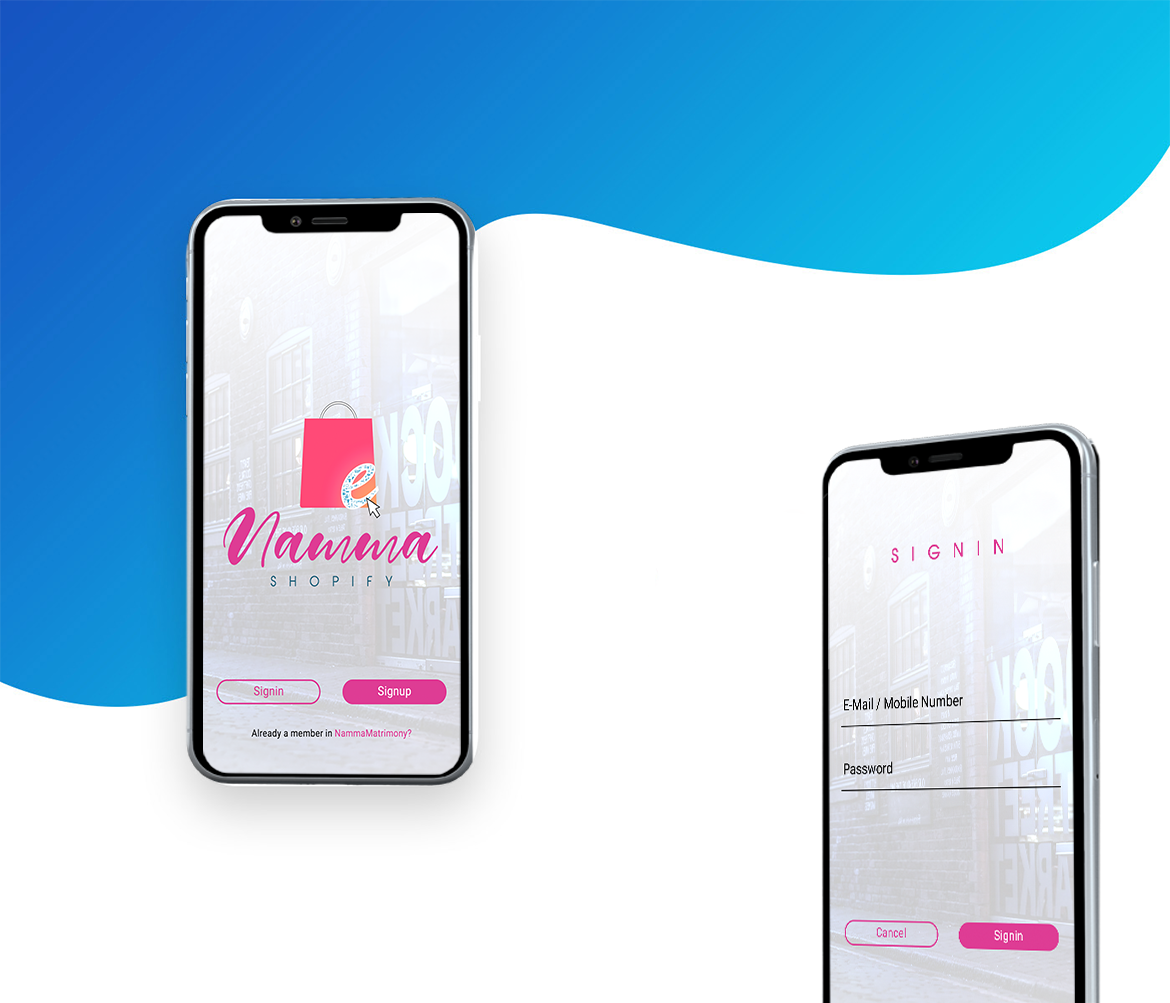 e
Namma
SHOPIFY
Signin
Signup
Already a member in NammaMatrimony?
SIGNIN
E-Mail / Mobile Number
Password
Cancel
Signin